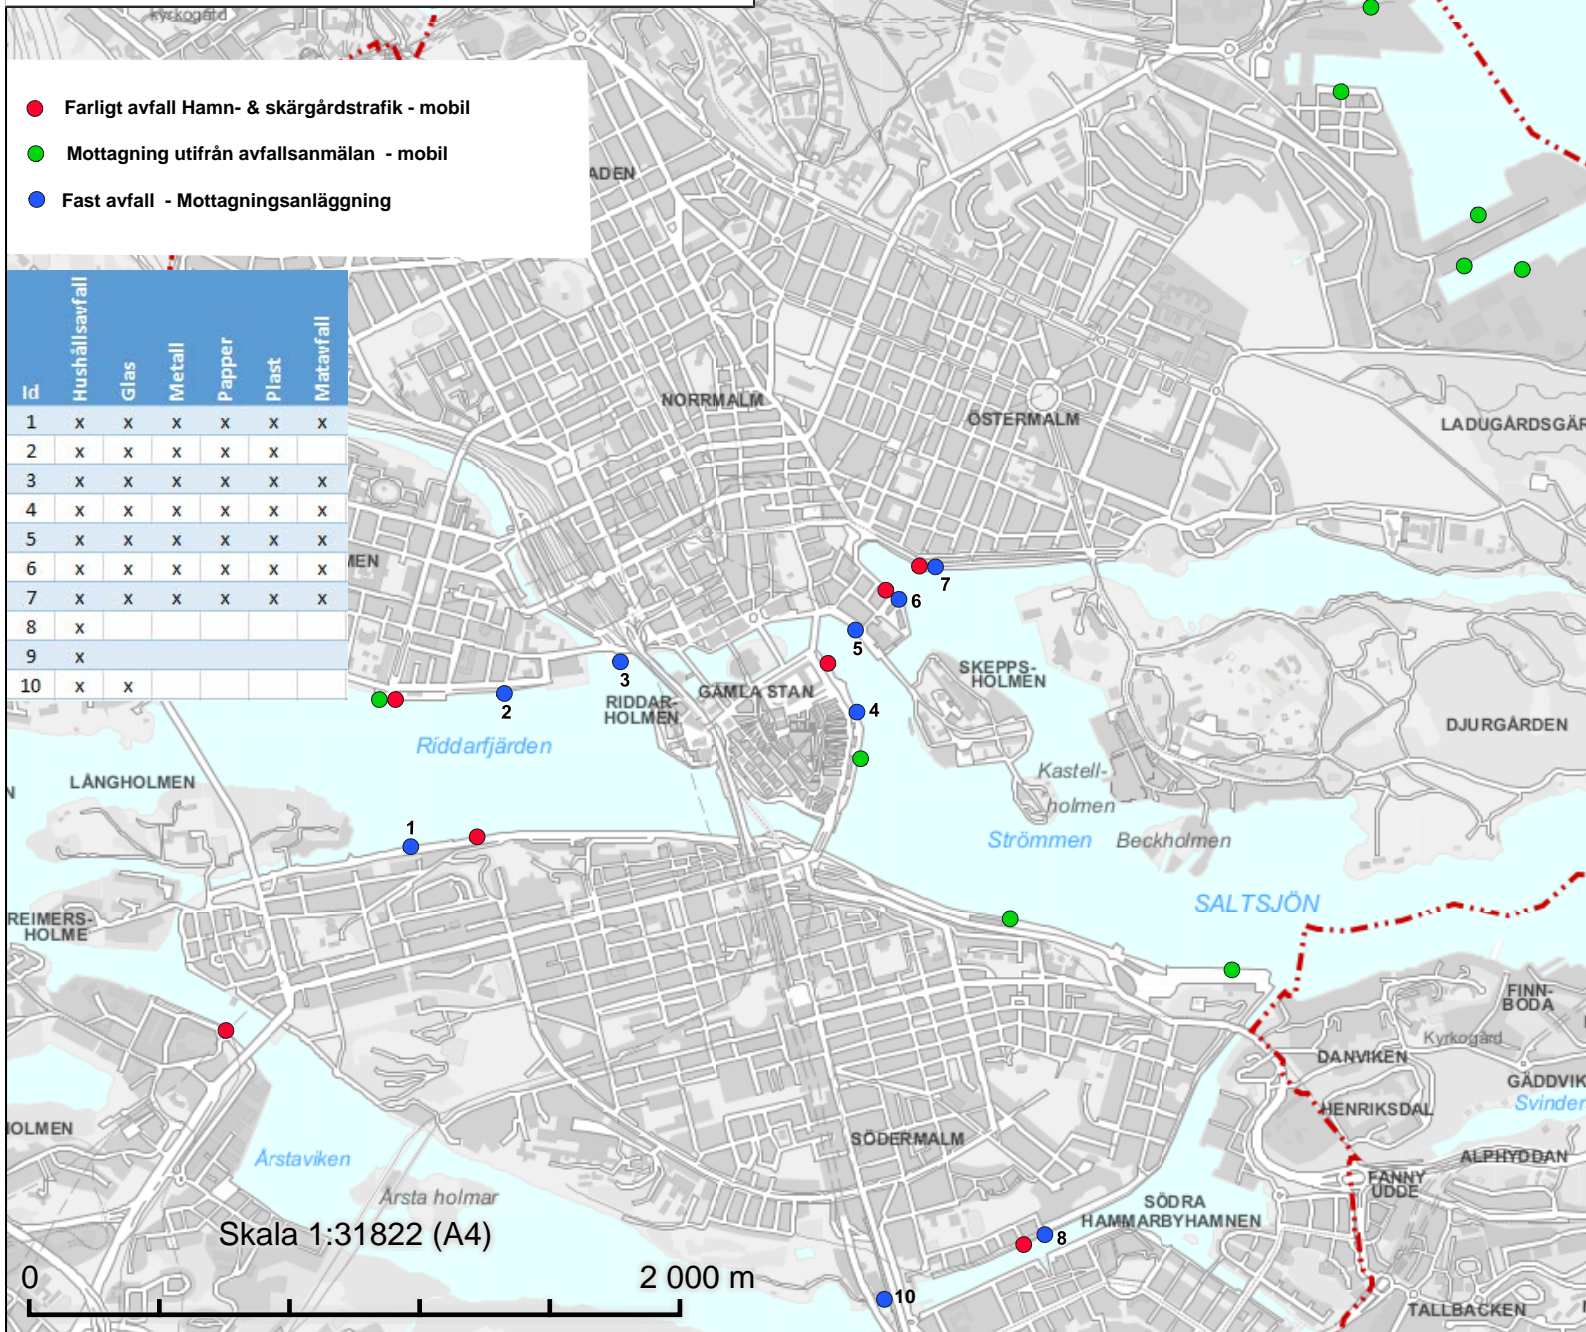 kyrkogård
Farligt avfall Hamn- & skärgårdstrafik - mobil
Mottagning utifrån avfallsanmälan - mobil
Fast avfall - Mottagningsanläggning
ADEN
Id Hushållsavfall Glas Metall Papper Plast Matavfall
1 x x x x x x
2 x x x x x
3 x x x x x x
4 x x x x x x
5 x x x x x x
6 x x x x x x
7 x x x x x x
8 x
9 x
10 x x
NORRMALM
ÖSTERMALM
LADUGÅRDSGÄR
MEN
7
6
5
3
2
4
SKEPPS-
HOLMEN
GAMLA STAN
RIDDAR-
HOLMEN
DJURGÅRDEN
Riddarfjärden
LÅNGHOLMEN
N
Kastell-
holmen
1
Strömmen
Beckholmen
SALTSJÖN
REIMERS-
HOLME
FINN-
BODA
Kyrkogård
DANVIKEN
GÄDDVIK
Svinder
HENRIKSDAL
HOLMEN
SÖDERMALM
Årstaviken
ALPHYDDAN
FANNY
UDDE
Årsta holmar
SÖDRA
HAMMARBYHAMNEN
Skala 1:31822 (A4)
8
0
2 000 m
10
TALLBACKEN